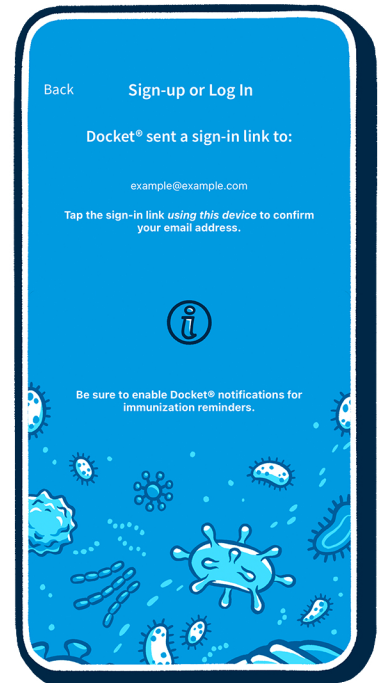 Back
Sign-up or Log In
Docket® sent a sign-in link to:
example@example.com
Tap the sign-in link using this device to confirm
your email address.
i
Be sure to enable Docket® notifications for
immunization reminders.